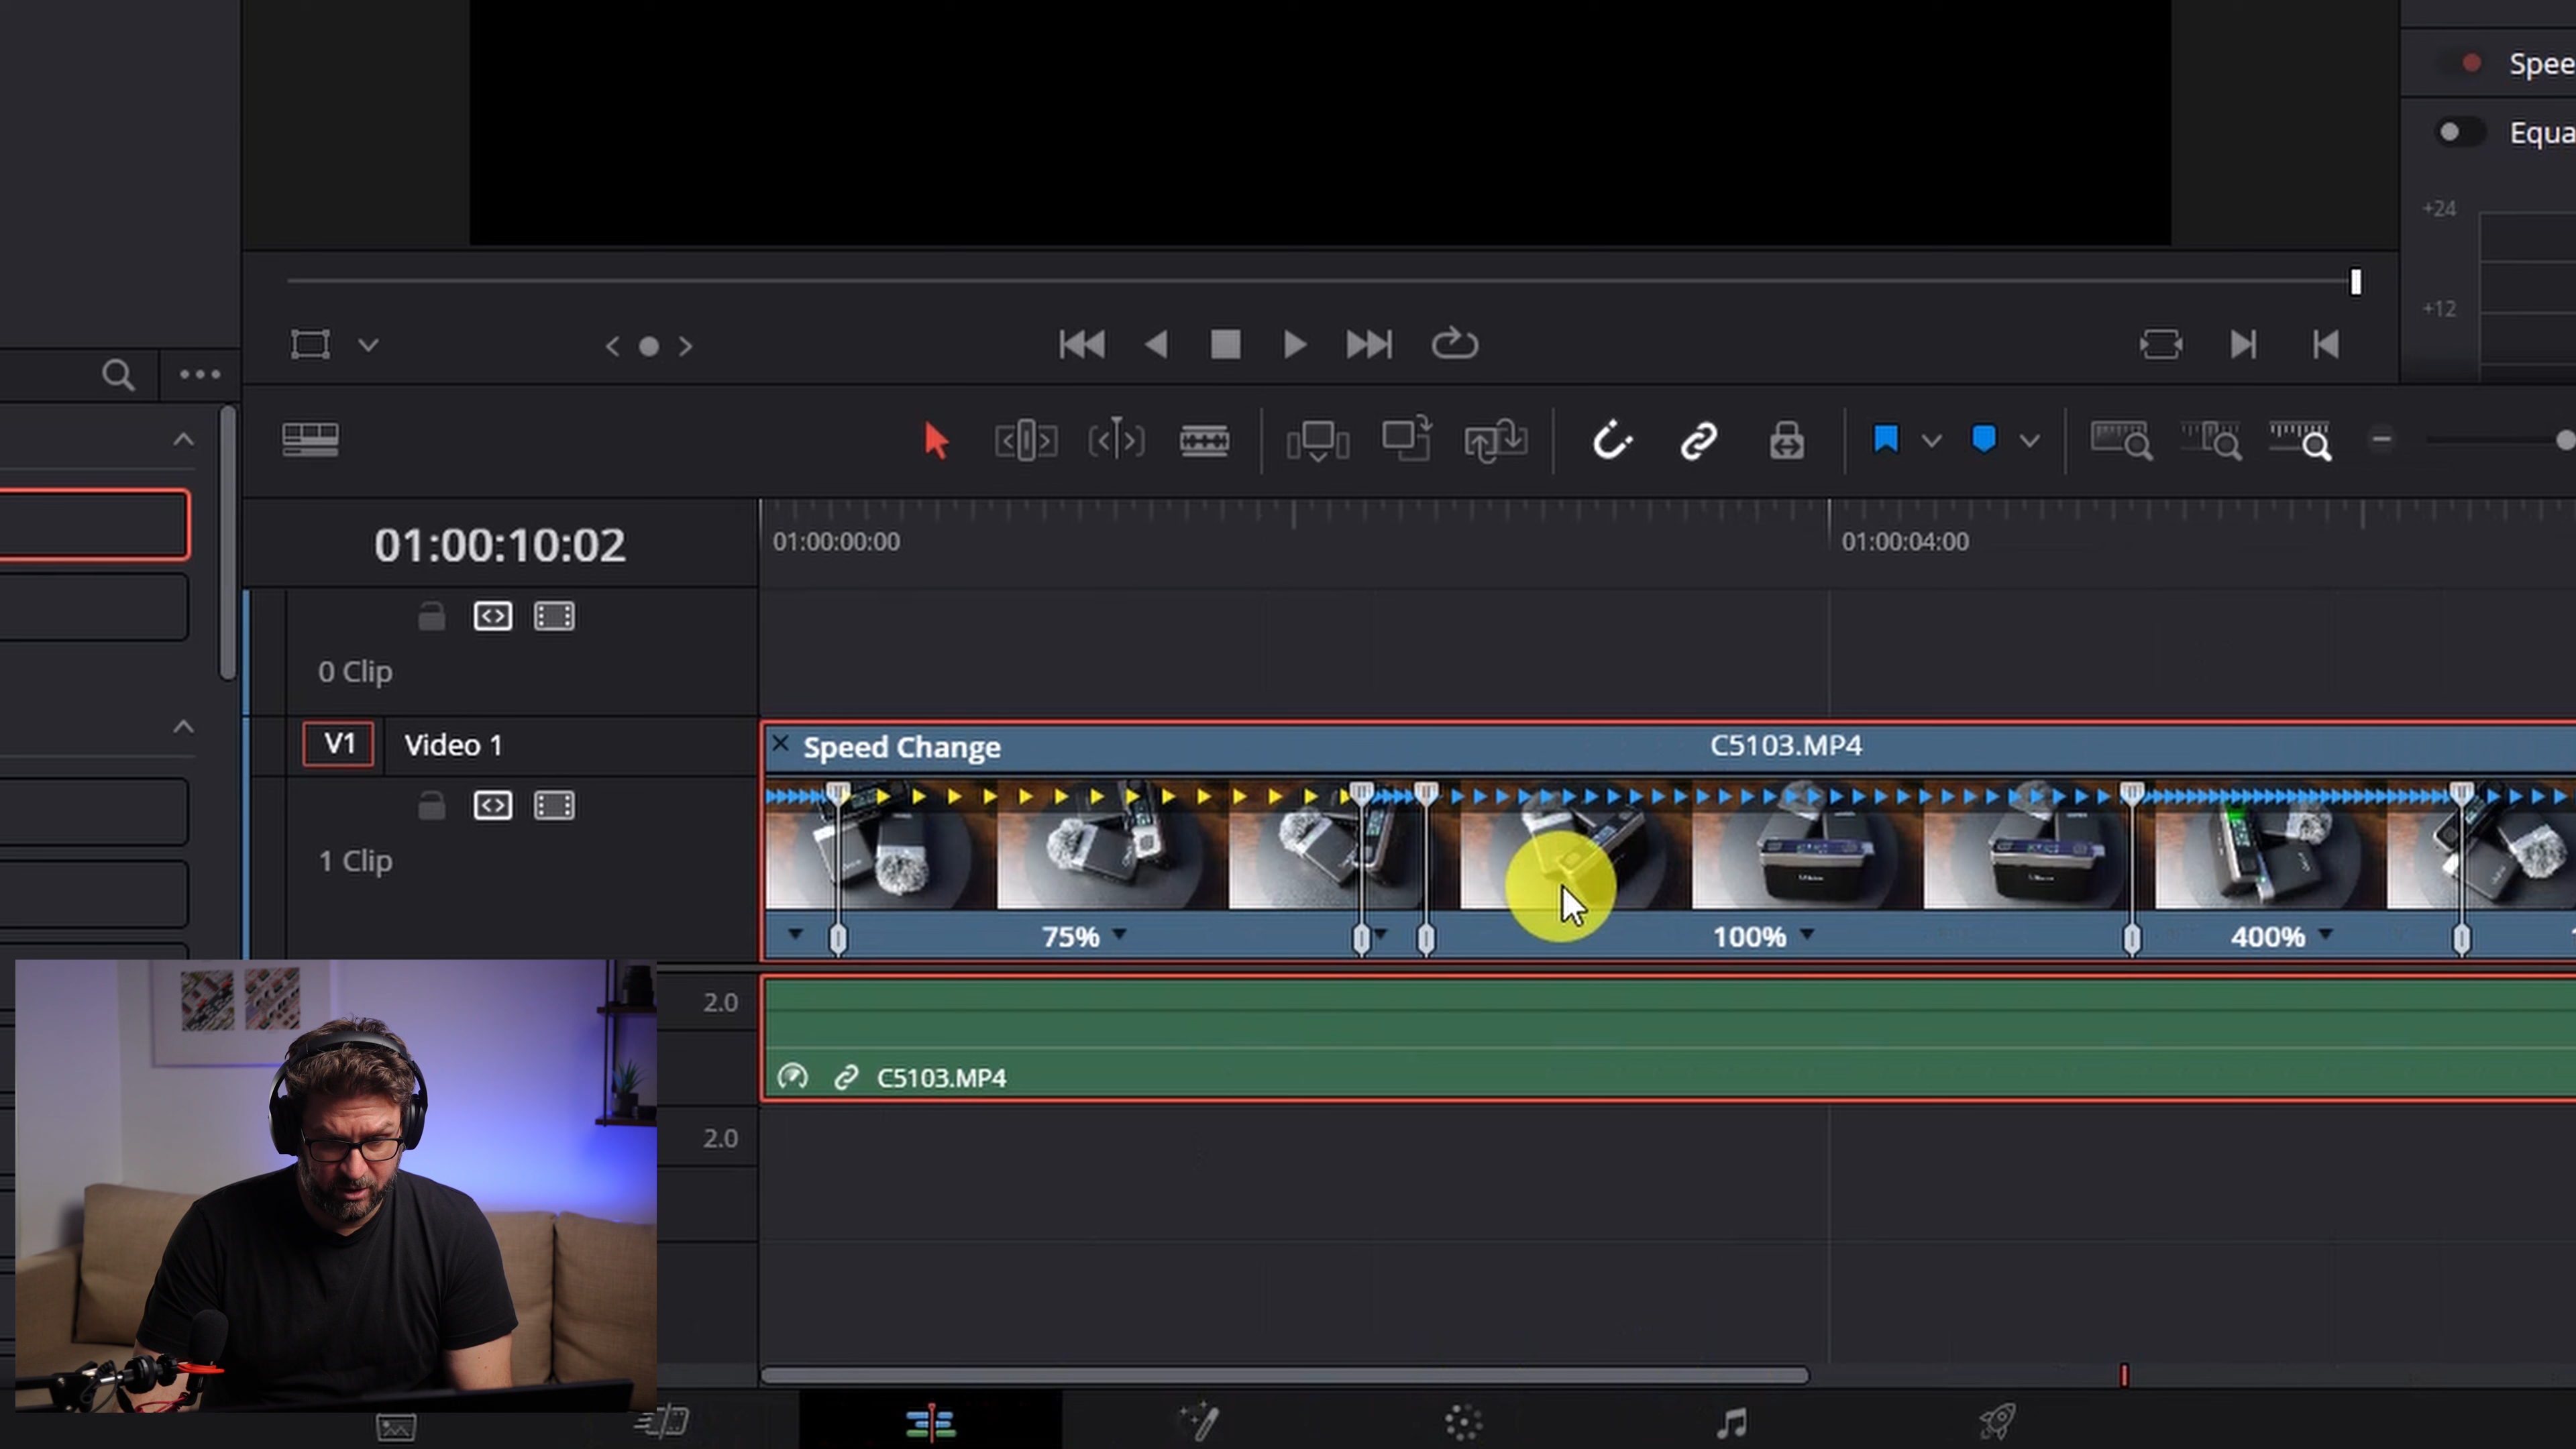 Spee
Equa
+24
+12
01:00:10:02
01:00:00:00
01:00:04:00
0 Clip
V1
Video 1
Speed Change
C5103.MP4
1 Clip
75%
100%
400%
2.0
C5103.MP4
2.0